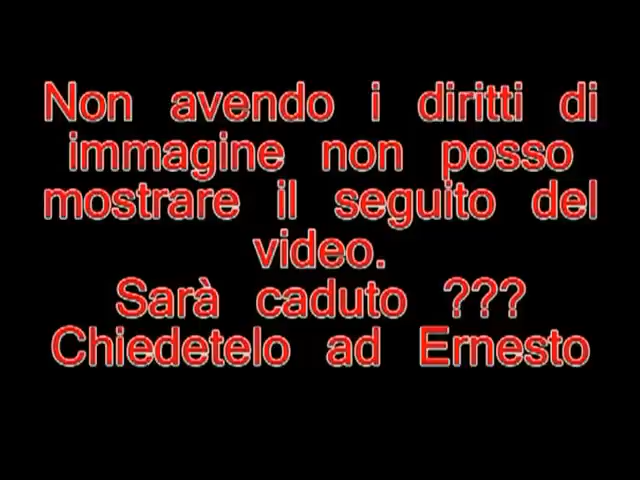 Non avendo i diritti di
immagine non posso
mostrare il seguito del
video.
Sarà caduto ???
Chiedetelo ad Ernesto